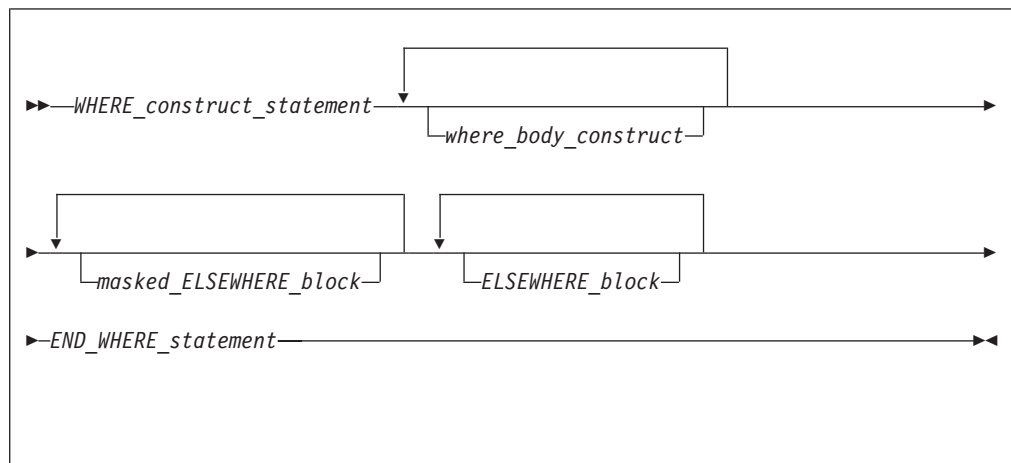 WHERE_construct_statement
where_body_construct
masked_ELSEWHERE_block ELSEWHERE_block
END_WHERE_statement